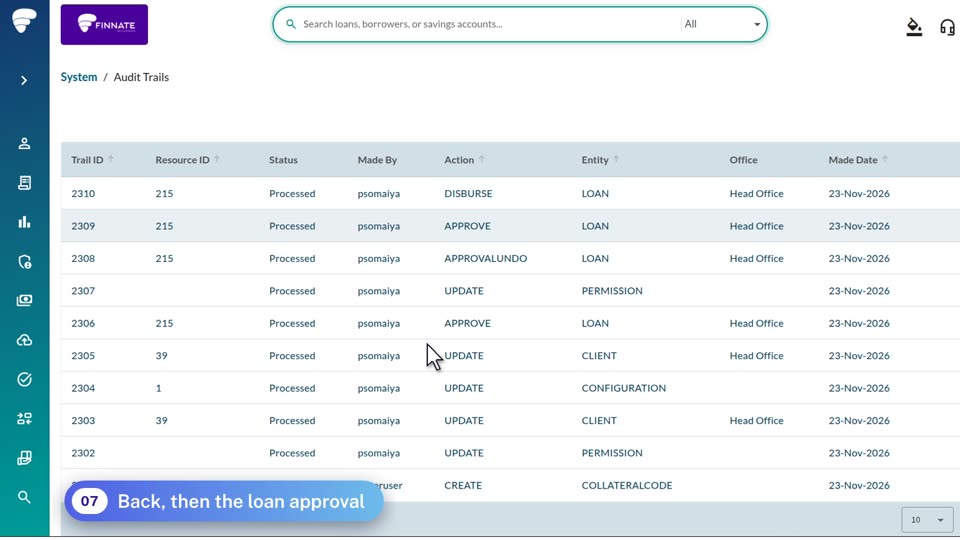 FINNATE
Search loans, borrowers, or savings accounts... All
System / Audit Trails
Trail ID Resource ID Status Made By Action Entity Office Made Date
2310 215 Processed psomaiya DISBURSE LOAN Head Office 23-Nov-2026
2309 215 Processed psomaiya APPROVE LOAN Head Office 23-Nov-2026
2308 215 Processed psomaiya APPROVALUNDO LOAN Head Office 23-Nov-2026
2307 Processed psomaiya UPDATE PERMISSION 23-Nov-2026
2306 215 Processed psomaiya APPROVE LOAN Head Office 23-Nov-2026
2305 39 Processed psomaiya UPDATE CLIENT Head Office 23-Nov-2026
2304 1 Processed psomaiya UPDATE CONFIGURATION 23-Nov-2026
2303 39 Processed psomaiya UPDATE CLIENT Head Office 23-Nov-2026
2302 Processed psomaiya UPDATE PERMISSION 23-Nov-2026
CREATE COLLATERALCODE 23-Nov-2026
07 Back, then the loan approval
10